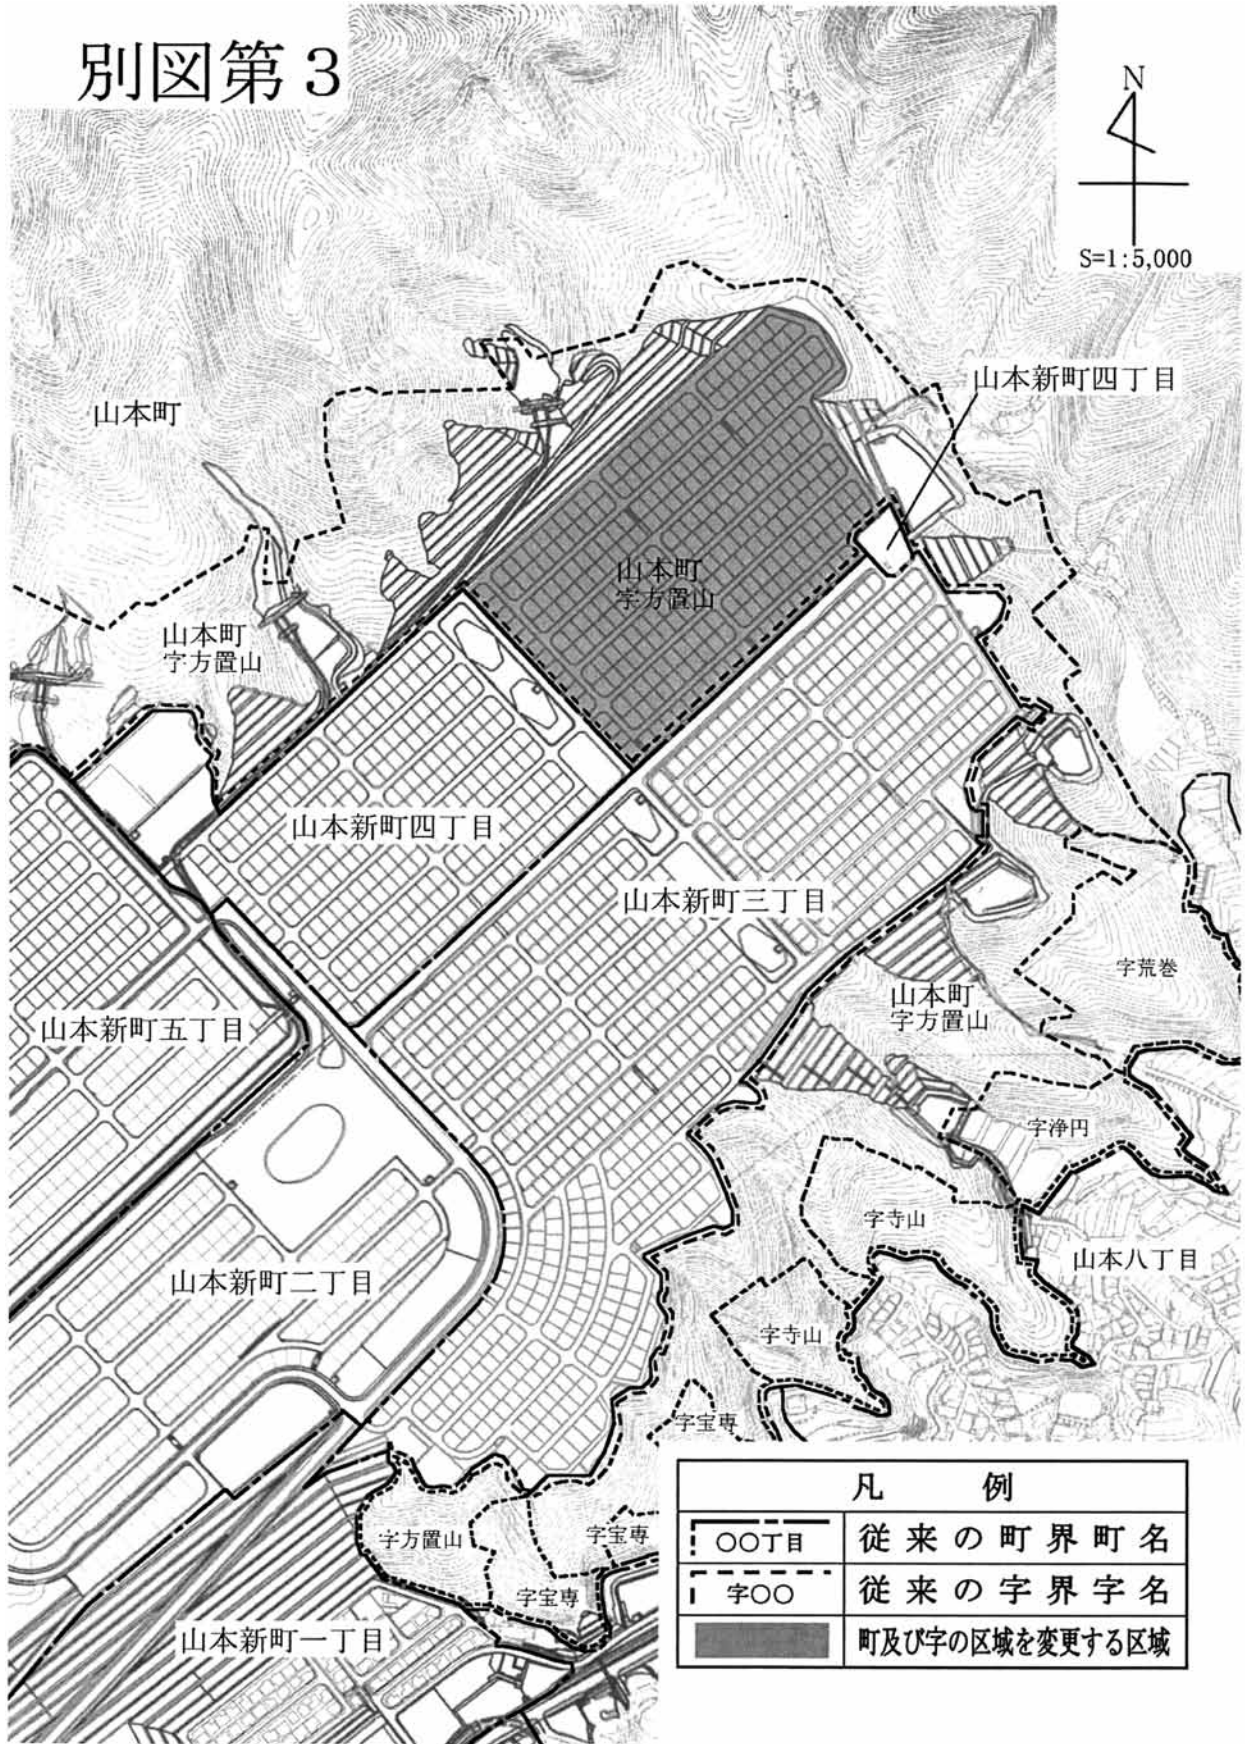 別図第3
N
S=1:5,000
山本新町四丁目
山本町
山本町
字方置山
山本町
字方置山
山本新町四丁目
山本新町三丁目
字荒巻
山本町
字方置山
山本新町五丁目
字浄円
字寺山
山本八丁目
山本新町二丁目
字寺山
字宝専
字方置山
字宝専
字宝専
山本新町一丁目
凡例
○○丁目 従来の町界町名
字○○ 従来の字界字名
町及び字の区域を変更する区域